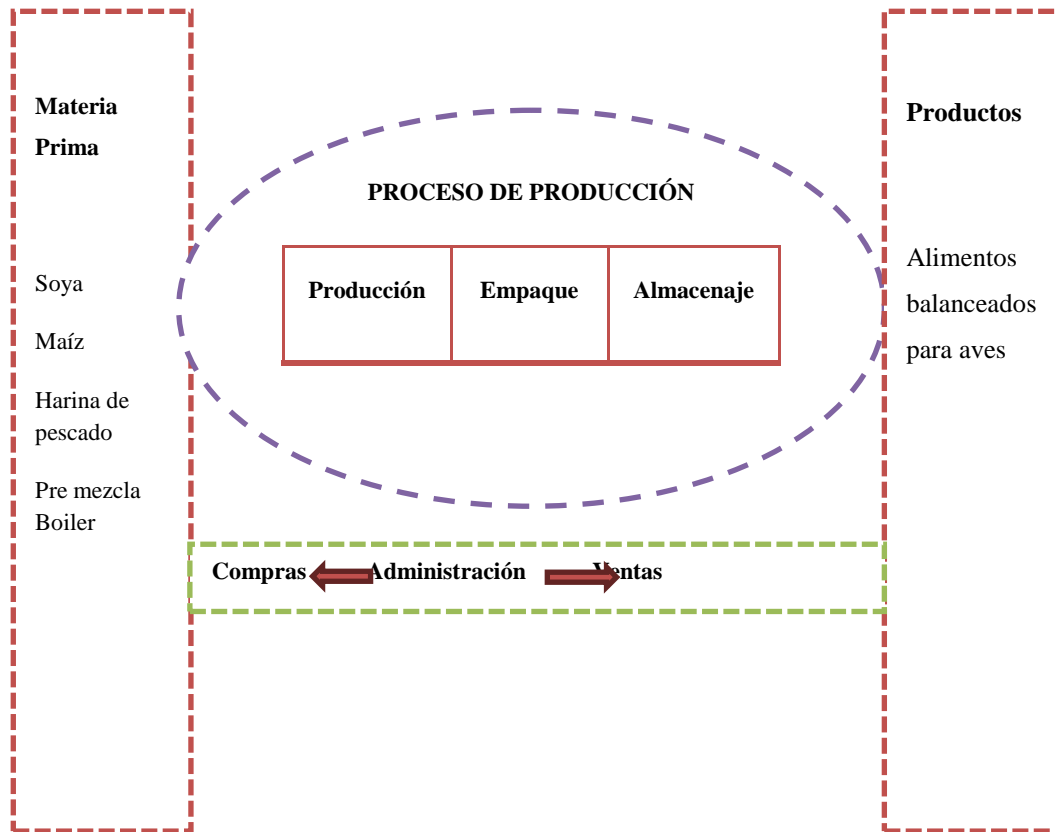 Materia
Prima
Soya
Maíz
Harina de
pescado
Pre mezcla
Boiler
PROCESO DE PRODUCCIÓN
Producción Empaque Almacenaje
Compras Administración Ventas
Productos
Alimentos
balanceados
para aves